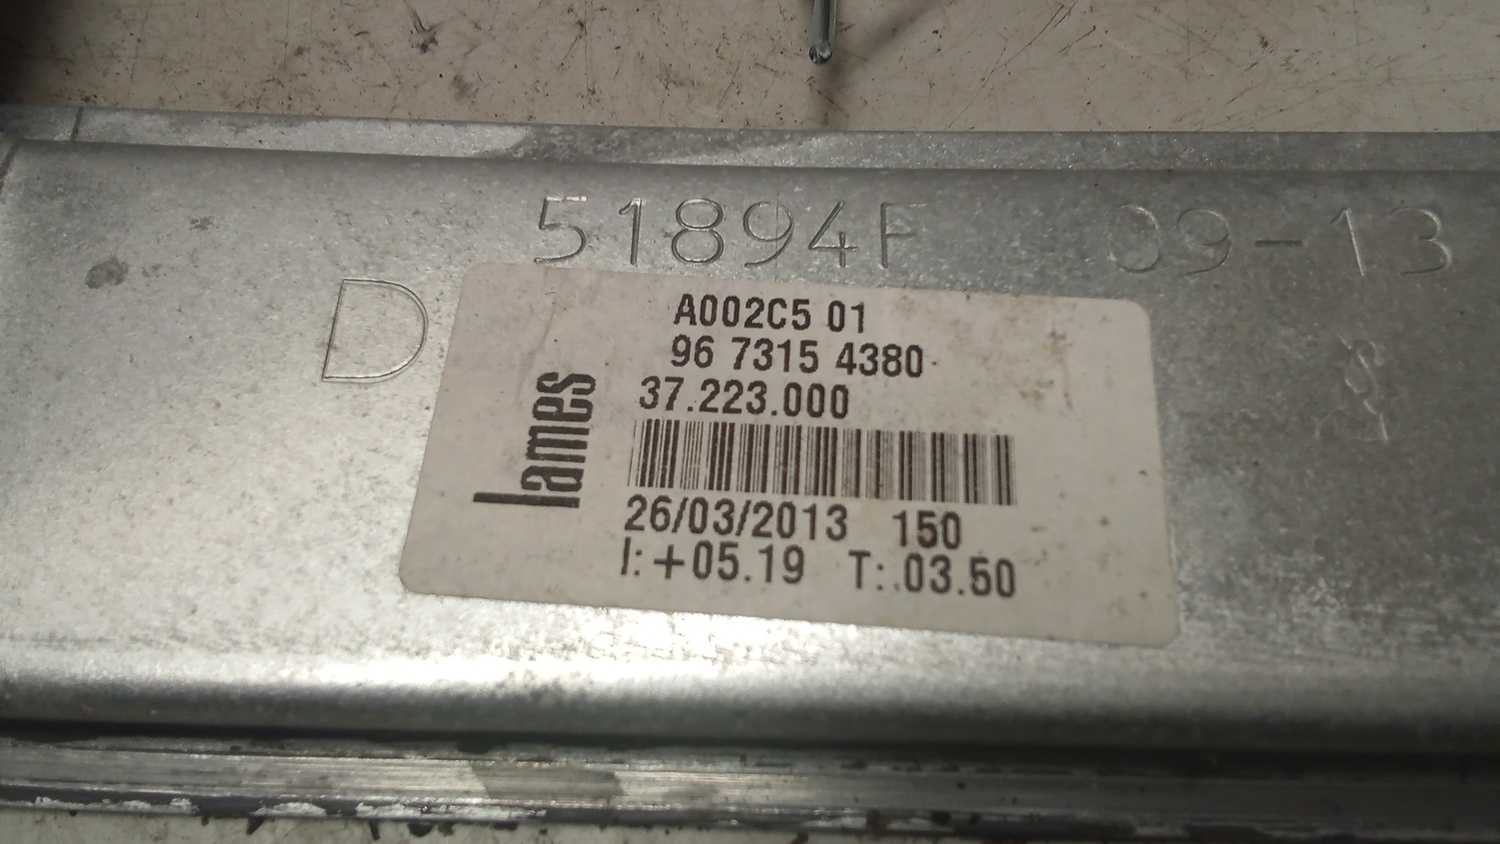 51894F 09-13
D
lames
A002C5 01
96 7315 4380
37.223.000
26/03/2013 150
I: +05.19 T: 03.50